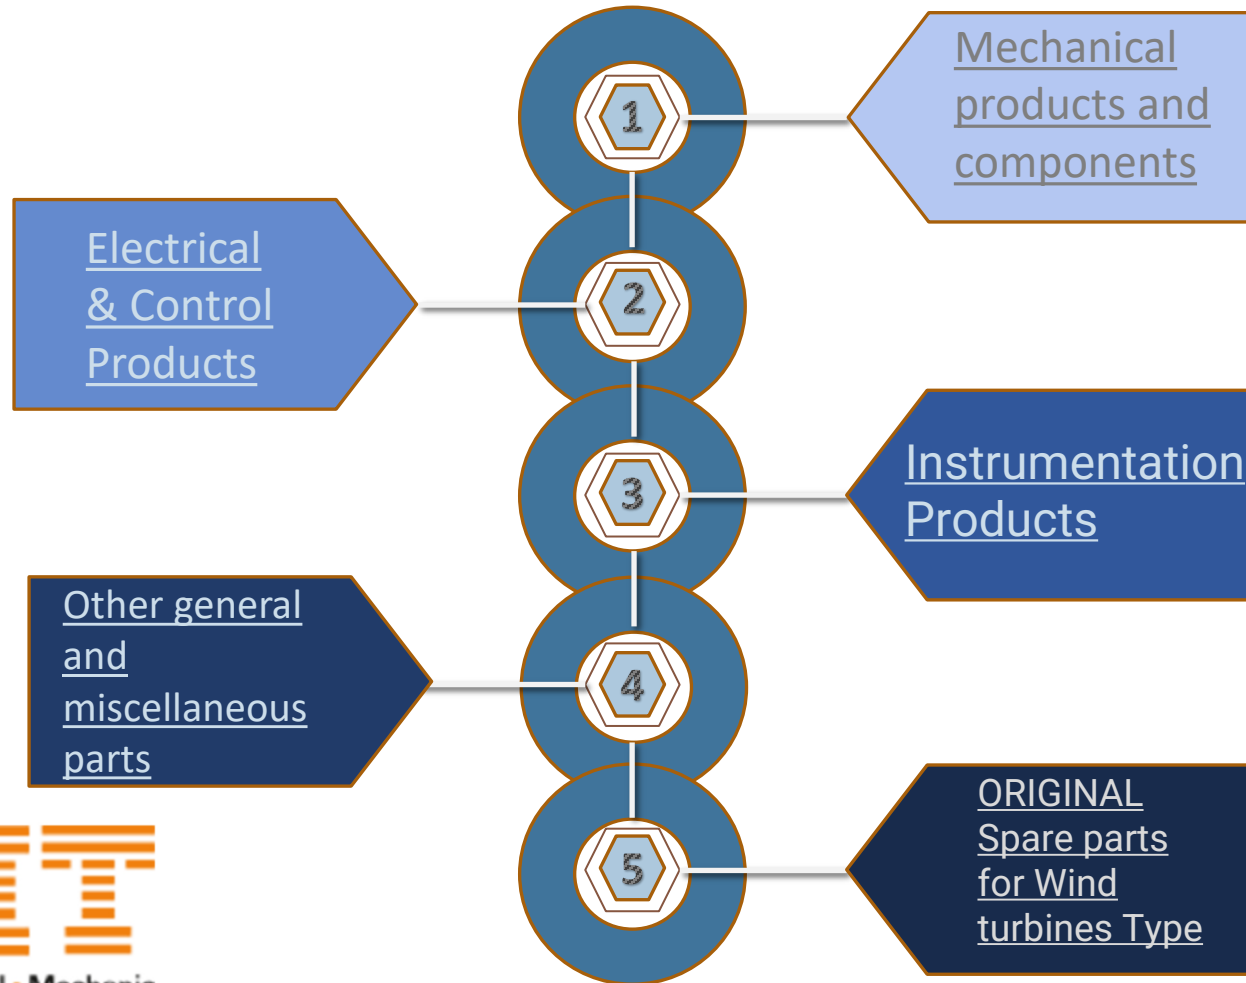 1
Mechanical
products and
components
Electrical
& Control
Products
2
3
Instrumentation
Products
Other general
and
miscellaneous
parts
4
5
ORIGINAL
Spare parts
for Wind
turbines Type